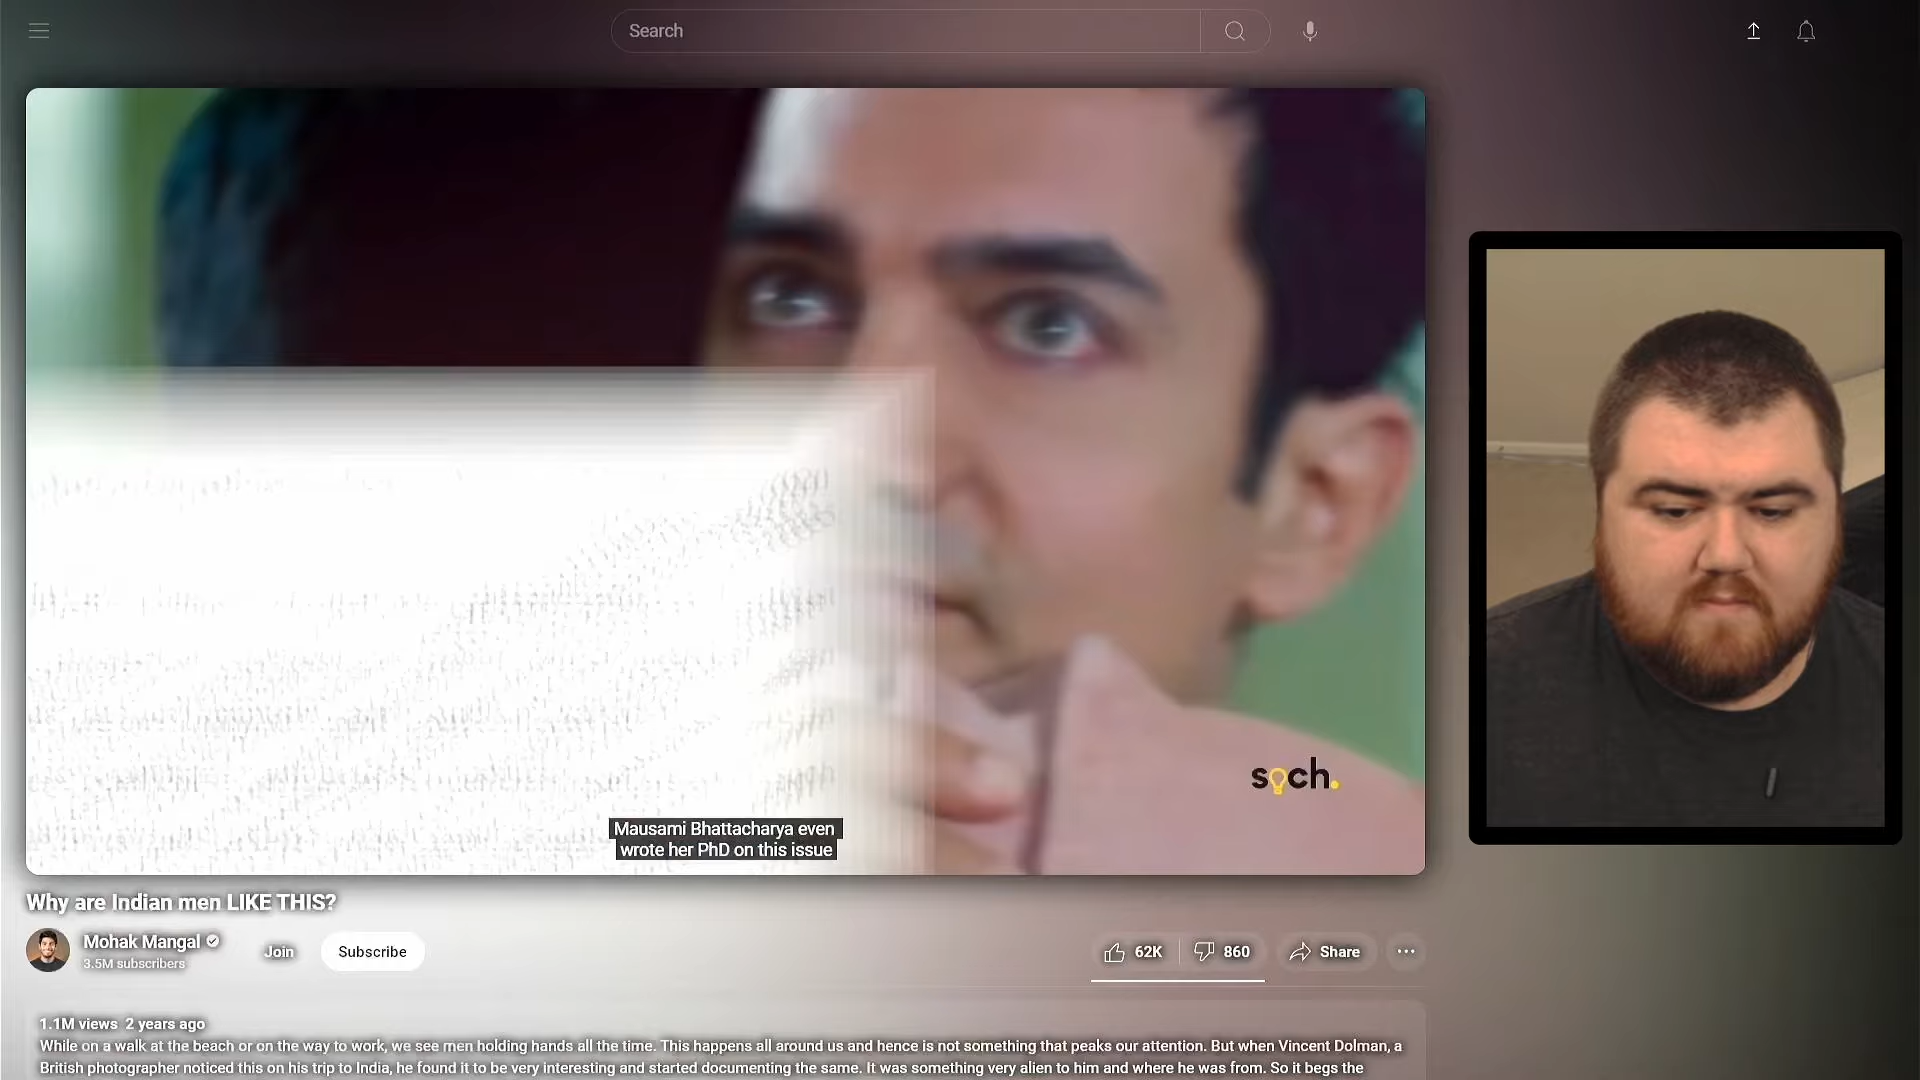 Search
soch.
Mausami Bhattacharya even
wrote her PhD on this issue
Why are Indian men LIKE THIS?
Mohak Mangal
3.5M subscribers
Join
Subscribe
62K
860
Share
1.1M views 2 years ago
While on a walk at the beach or on the way to work, we see men holding hands all the time. This happens all around us and hence is not something that peaks our attention. But when Vincent Dolman, a
British photographer noticed this on his trip to India, he found it to be very interesting and started documenting the same. It was something very alien to him and where he was from. So it begs the